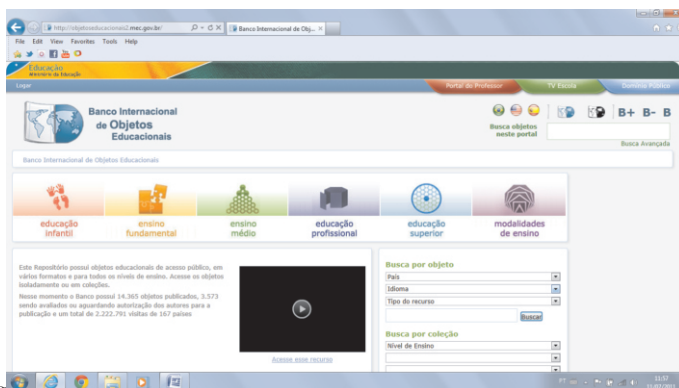 Banco Internacional de Obj...
File Edit View Favorites Tools Help
Educação
Ministério da Educação
Logar
Portal do Professor
TV Escola
Domínio Público
Banco Internacional
de Objetos
Educacionais
Busca objetos
neste portal
B+ B- B
Busca Avançada
Banco Internacional de Objetos Educacionais
educação
infantil
ensino
fundamental
ensino
médio
educação
profissional
educação
superior
modalidades
de ensino
Este Repositório possui objetos educacionais de acesso público, em
vários formatos e para todos os níveis de ensino. Acesse os objetos
isoladamente ou em coleções.
Nesse momento o Banco possui 14.365 objetos publicados, 3.573
sendo avaliados ou aguardando autorização dos autores para a
publicação e um total de 2.222.791 visitas de 167 países
Acesse esse recurso
Busca por objeto
País
Idioma
Tipo do recurso
Buscar
Busca por coleção
Nível de Ensino
PT
11:57